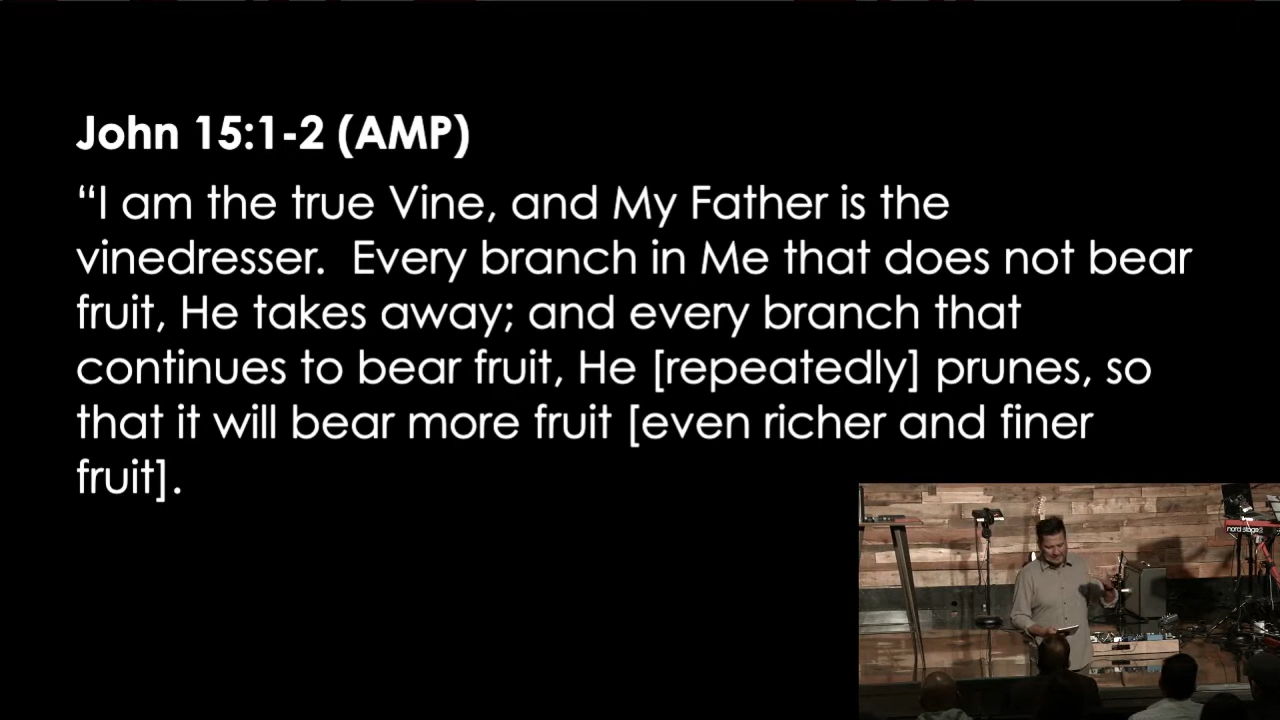 John 15:1-2 (AMP)
“I am the true Vine, and My Father is the
vinedresser.  Every branch in Me that does not bear
fruit, He takes away; and every branch that
continues to bear fruit, He [repeatedly] prunes, so
that it will bear more fruit [even richer and finer
fruit].
nord stage